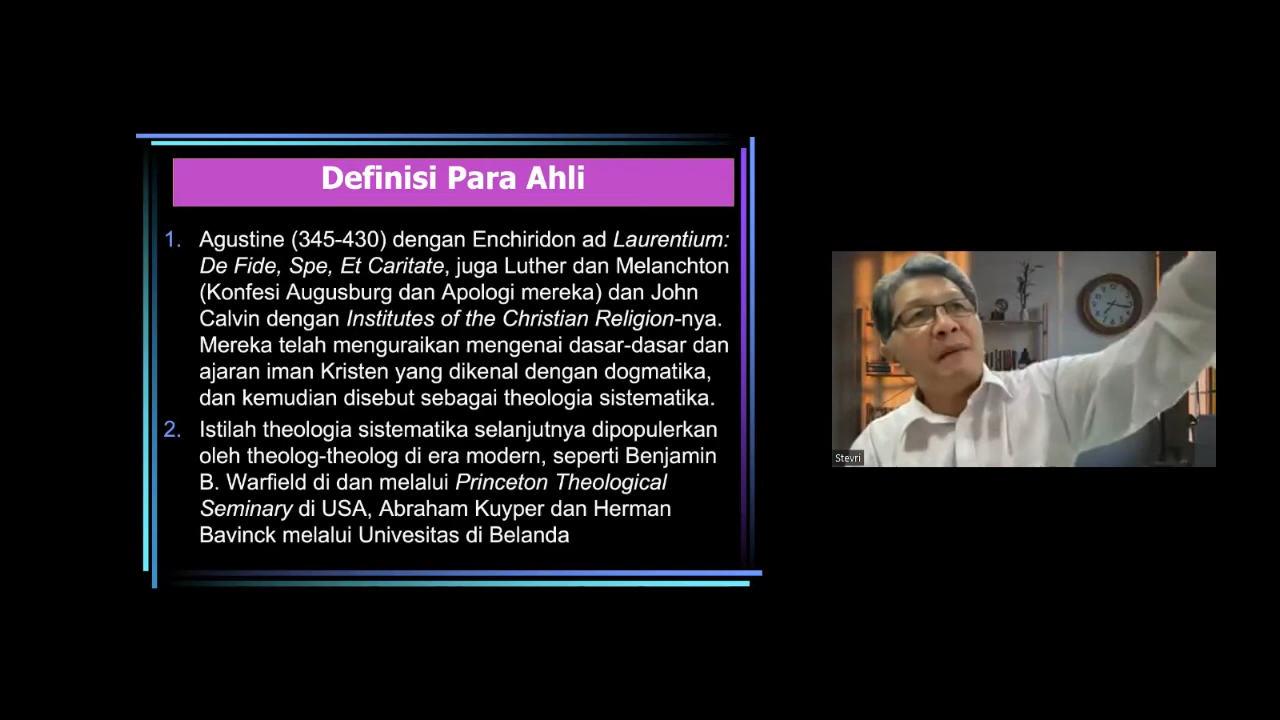 Definisi Para Ahli
1. Agustine (345-430) dengan Enchiridon ad Laurentium:
De Fide, Spe, Et Caritate, juga Luther dan Melanchton
(Konfesi Augusburg dan Apologi mereka) dan John
Calvin dengan Institutes of the Christian Religion-nya.
Mereka telah menguraikan mengenai dasar-dasar dan
ajaran iman Kristen yang dikenal dengan dogmatika,
dan kemudian disebut sebagai theologia sistematika.
2. Istilah theologia sistematika selanjutnya dipopulerkan
oleh theolog-theolog di era modern, seperti Benjamin
B. Warfield di dan melalui Princeton Theological
Seminary di USA, Abraham Kuyper dan Herman
Bavinck melalui Univesitas di Belanda
Stevri